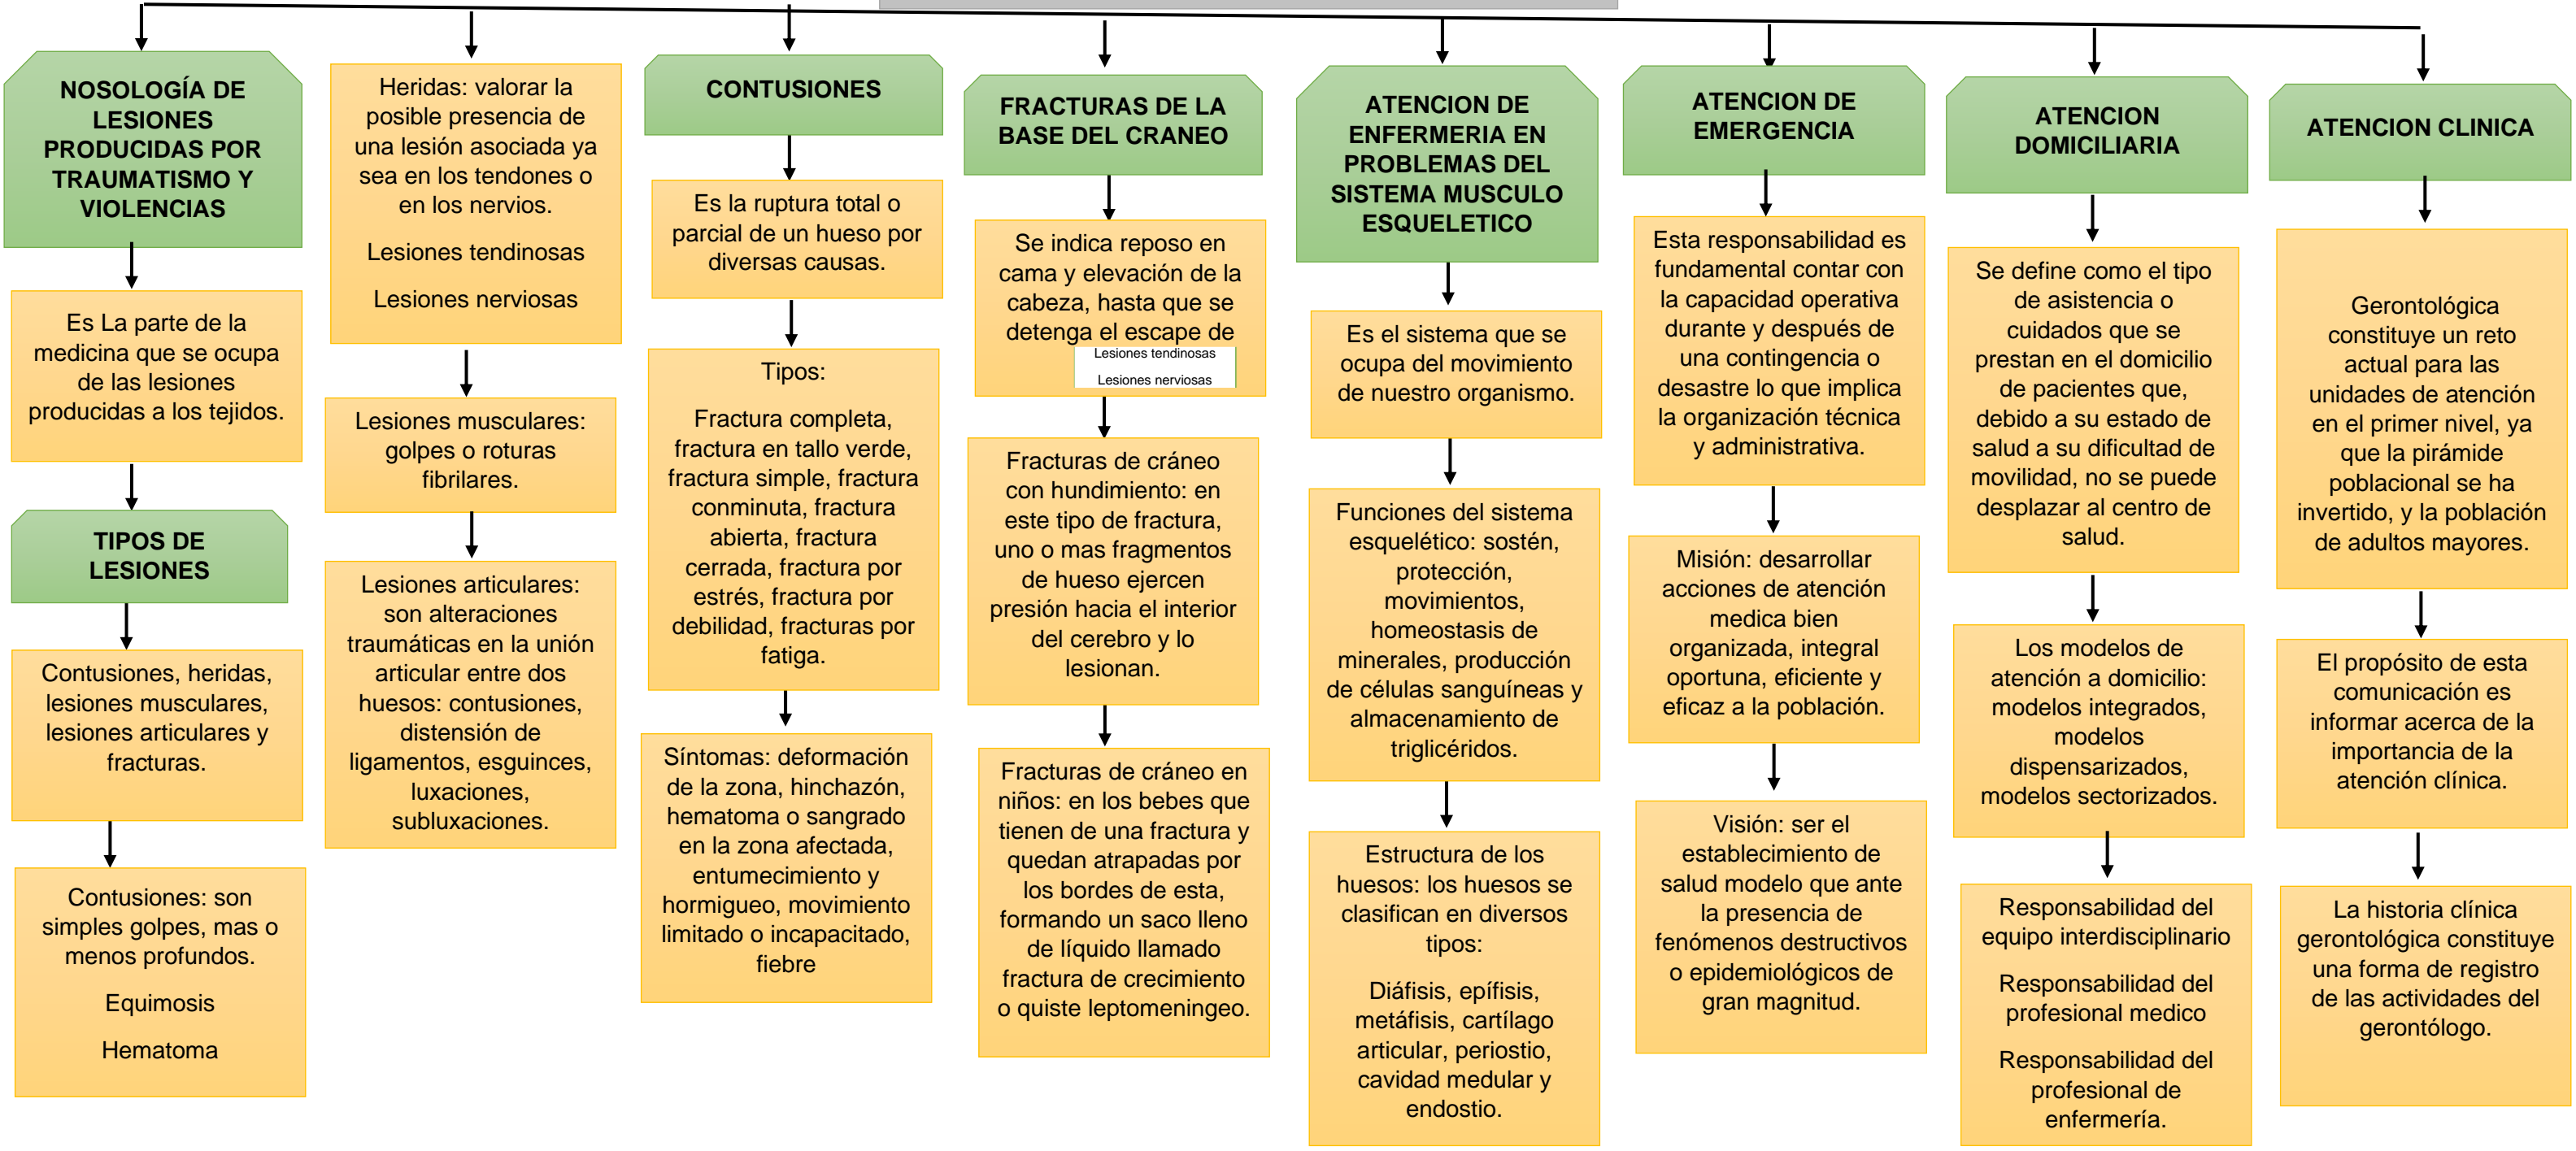 NOSOLOGÍA DE
LESIONES
PRODUCIDAS POR
TRAUMATISMO Y
VIOLENCIAS
Es La parte de la
medicina que se ocupa
de las lesiones
producidas a los tejidos.
TIPOS DE
LESIONES
Contusiones, heridas,
lesiones musculares,
lesiones articulares y
fracturas.
Contusiones: son
simples golpes, mas o
menos profundos.
Equimosis
Hematoma
Heridas: valorar la
posible presencia de
una lesión asociada ya
sea en los tendones o
en los nervios.
Lesiones tendinosas
Lesiones nerviosas
Lesiones musculares:
golpes o roturas
fibrilares.
Lesiones articulares:
son alteraciones
traumáticas en la unión
articular entre dos
huesos: contusiones,
distensión de
ligamentos, esguinces,
luxaciones,
subluxaciones.
CONTUSIONES
Es la ruptura total o
parcial de un hueso por
diversas causas.
Tipos:
Fractura completa,
fractura en tallo verde,
fractura simple, fractura
conminuta, fractura
abierta, fractura
cerrada, fractura por
estrés, fractura por
debilidad, fracturas por
fatiga.
Síntomas: deformación
de la zona, hinchazón,
hematoma o sangrado
en la zona afectada,
entumecimiento y
hormigueo, movimiento
limitado o incapacitado,
fiebre
FRACTURAS DE LA
BASE DEL CRANEO
Se indica reposo en
cama y elevación de la
cabeza, hasta que se
detenga el escape de
Lesiones tendinosas
Lesiones nerviosas
Fracturas de cráneo
con hundimiento: en
este tipo de fractura,
uno o mas fragmentos
de hueso ejercen
presión hacia el interior
del cerebro y lo
lesionan.
Fracturas de cráneo en
niños: en los bebes que
tienen de una fractura y
quedan atrapadas por
los bordes de esta,
formando un saco lleno
de líquido llamado
fractura de crecimiento
o quiste leptomeningeo.
ATENCION DE
ENFERMERIA EN
PROBLEMAS DEL
SISTEMA MUSCULO
ESQUELETICO
Es el sistema que se
ocupa del movimiento
de nuestro organismo.
Funciones del sistema
esquelético: sostén,
protección,
movimientos,
homeostasis de
minerales, producción
de células sanguíneas y
almacenamiento de
triglicéridos.
Estructura de los
huesos: los huesos se
clasifican en diversos
tipos:
Diáfisis, epífisis,
metáfisis, cartílago
articular, periostio,
cavidad medular y
endostio.
ATENCION DE
EMERGENCIA
Esta responsabilidad es
fundamental contar con
la capacidad operativa
durante y después de
una contingencia o
desastre lo que implica
la organización técnica
y administrativa.
Misión: desarrollar
acciones de atención
medica bien
organizada, integral
oportuna, eficiente y
eficaz a la población.
Visión: ser el
establecimiento de
salud modelo que ante
la presencia de
fenómenos destructivos
o epidemiológicos de
gran magnitud.
ATENCION
DOMICILIARIA
Se define como el tipo
de asistencia o
cuidados que se
prestan en el domicilio
de pacientes que,
debido a su estado de
salud a su dificultad de
movilidad, no se puede
desplazar al centro de
salud.
Los modelos de
atención a domicilio:
modelos integrados,
modelos
dispensarizados,
modelos sectorizados.
Responsabilidad del
equipo interdisciplinario
Responsabilidad del
profesional medico
Responsabilidad del
profesional de
enfermería.
ATENCION CLINICA
Gerontológica
constituye un reto
actual para las
unidades de atención
en el primer nivel, ya
que la pirámide
poblacional se ha
invertido, y la población
de adultos mayores.
El propósito de esta
comunicación es
informar acerca de la
importancia de la
atención clínica.
La historia clínica
gerontológica constituye
una forma de registro
de las actividades del
gerontólogo.